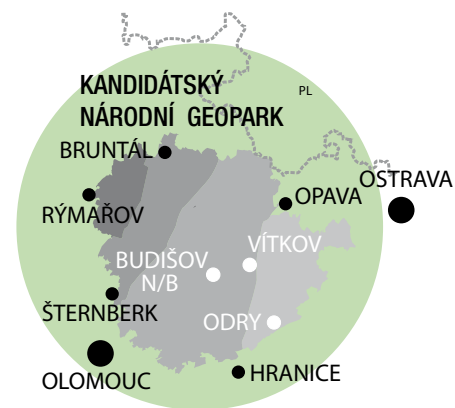 KANDIDÁTSKÝ
NÁRODNÍ GEOPARK
PL
BRUNTÁL
OSTRAVA
OPAVA
RÝMAŘOV
VÍTKOV
BUDIŠOV
N/B
ŠTERNBERK
ODRY
OLOMOUC
HRANICE